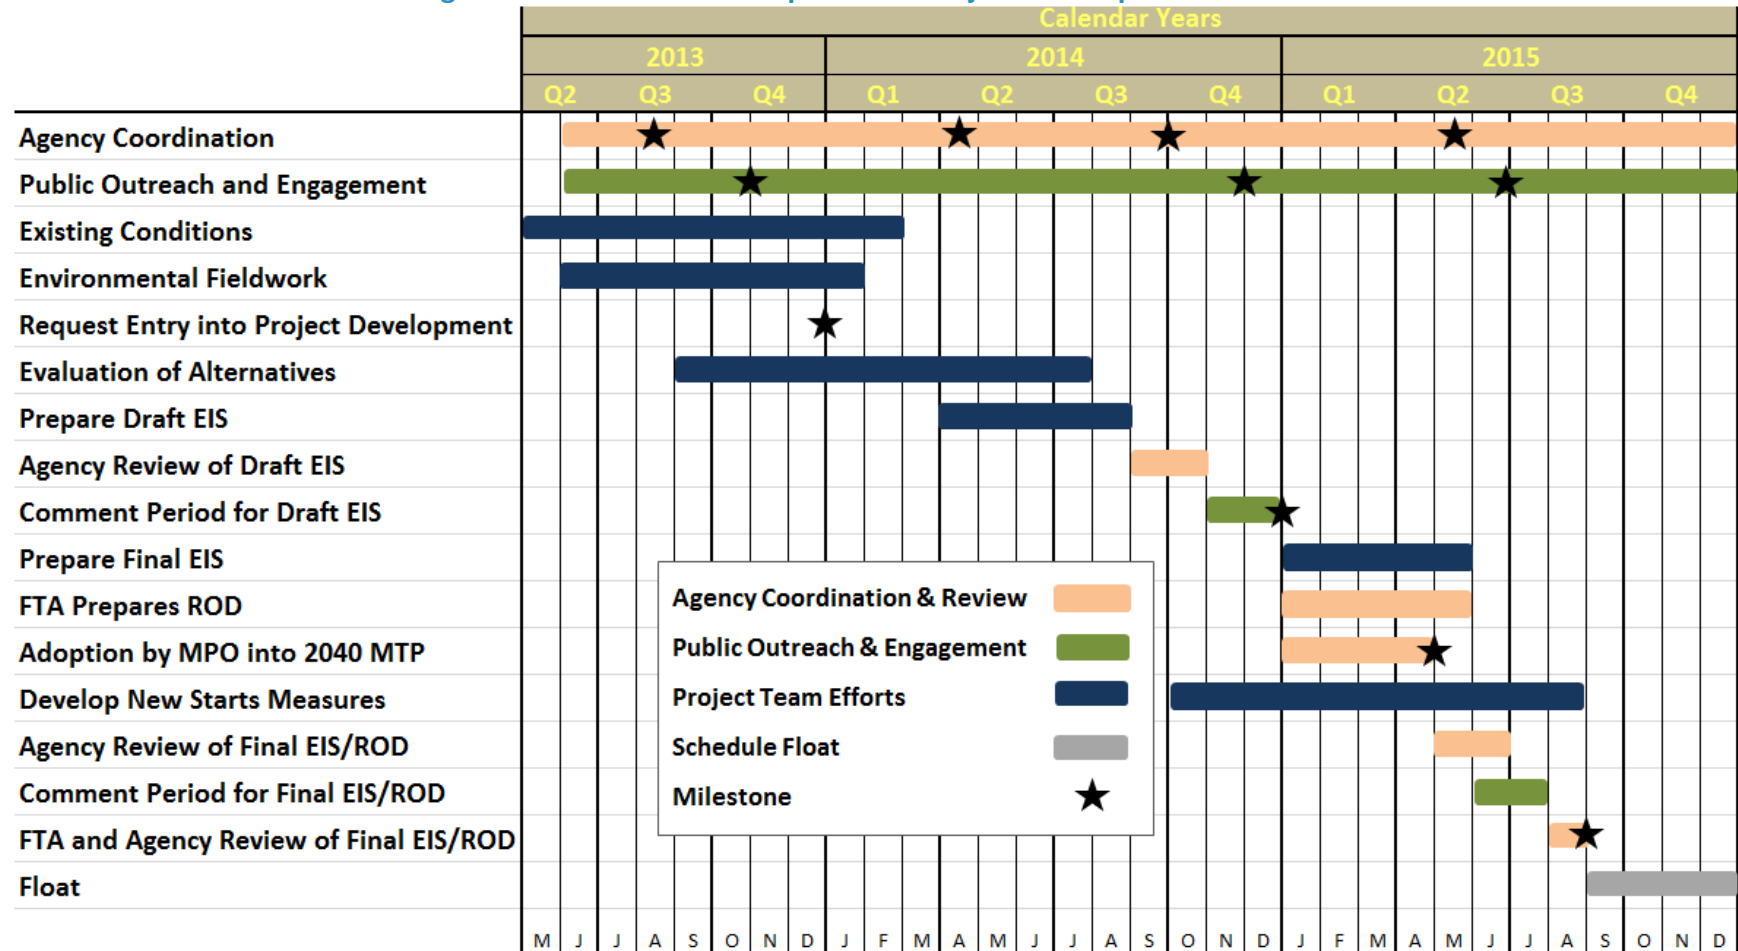 Calendar Years
2013 2014 2015
Q2 Q3 Q4 Q1 Q2 Q3 Q4 Q1 Q2 Q3 Q4
Agency Coordination
Public Outreach and Engagement
Existing Conditions
Environmental Fieldwork
Request Entry into Project Development
Evaluation of Alternatives
Prepare Draft EIS
Agency Review of Draft EIS
Comment Period for Draft EIS
Prepare Final EIS
FTA Prepares ROD
Adoption by MPO into 2040 MTP
Develop New Starts Measures
Agency Review of Final EIS/ROD
Comment Period for Final EIS/ROD
FTA and Agency Review of Final EIS/ROD
Float
Agency Coordination & Review
Public Outreach & Engagement
Project Team Efforts
Schedule Float
Milestone
M J J A S O N D J F M A M J J A S O N D J F M A M J J A S O N D